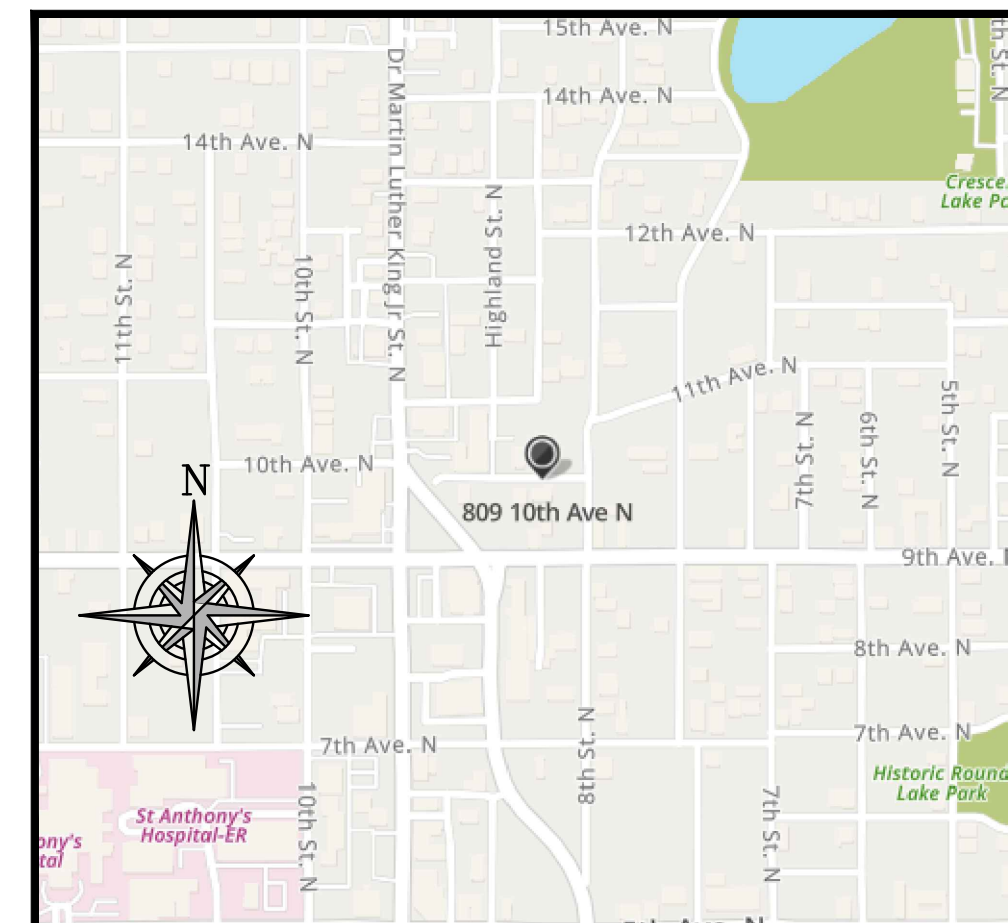 15th Ave. N
14th Ave. N
14th Ave. N
Dr Martin Luther King Jr St. N
Highland St. N
12th Ave. N
Lake
11th St. N
10th St. N
11th Ave. N
7th St. N
6th St. N
5th St. N
10th Ave. N
N
809 10th Ave N
9th Ave.
8th Ave. N
7th Ave. N
7th Ave. N
8th St. N
Historic Round
Lake Park
St Anthony's
Hospital-ER
10th St. N
7th St. N